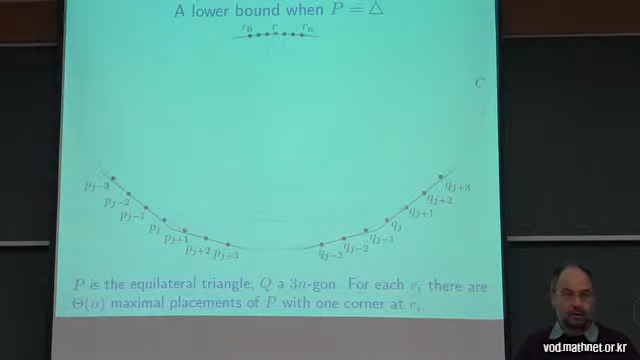 A lower bound when P = △
r₀ r rₙ
C
pⱼ₋₃ qⱼ₊₃
pⱼ₋₂ qⱼ₊₂
pⱼ₋₁ qⱼ₊₁
pⱼ qⱼ
pⱼ₊₁ qⱼ₋₁
pⱼ₊₂ pⱼ₊₃ qⱼ₋₃ qⱼ₋₂
P is the equilateral triangle, Q a 3n-gon. For each rᵢ there are
Θ(n) maximal placements of P with one corner at rᵢ.
vod.mathnet.or.kr